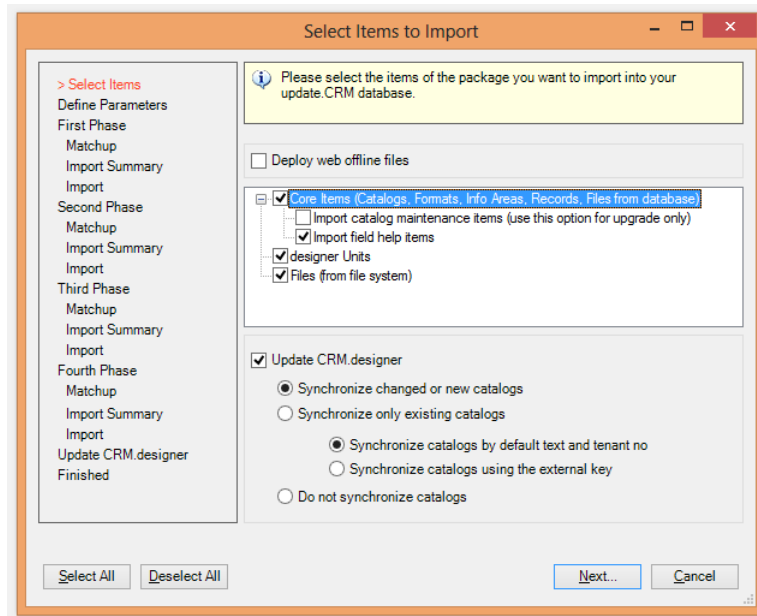 Select Items to Import
> Select Items
Define Parameters
First Phase
Matchup
Import Summary
Import
Second Phase
Matchup
Import Summary
Import
Third Phase
Matchup
Import Summary
Import
Fourth Phase
Matchup
Import Summary
Import
Update CRM.designer
Finished
Please select the items of the package you want to import into your
update.CRM database.
Deploy web offline files
Core Items (Catalogs, Formats, Info Areas, Records, Files from database)
Import catalog maintenance items (use this option for upgrade only)
Import field help items
designer Units
Files (from file system)
Update CRM.designer
Synchronize changed or new catalogs
Synchronize only existing catalogs
Synchronize catalogs by default text and tenant no
Synchronize catalogs using the external key
Do not synchronize catalogs
Select All
Deselect All
Next...
Cancel